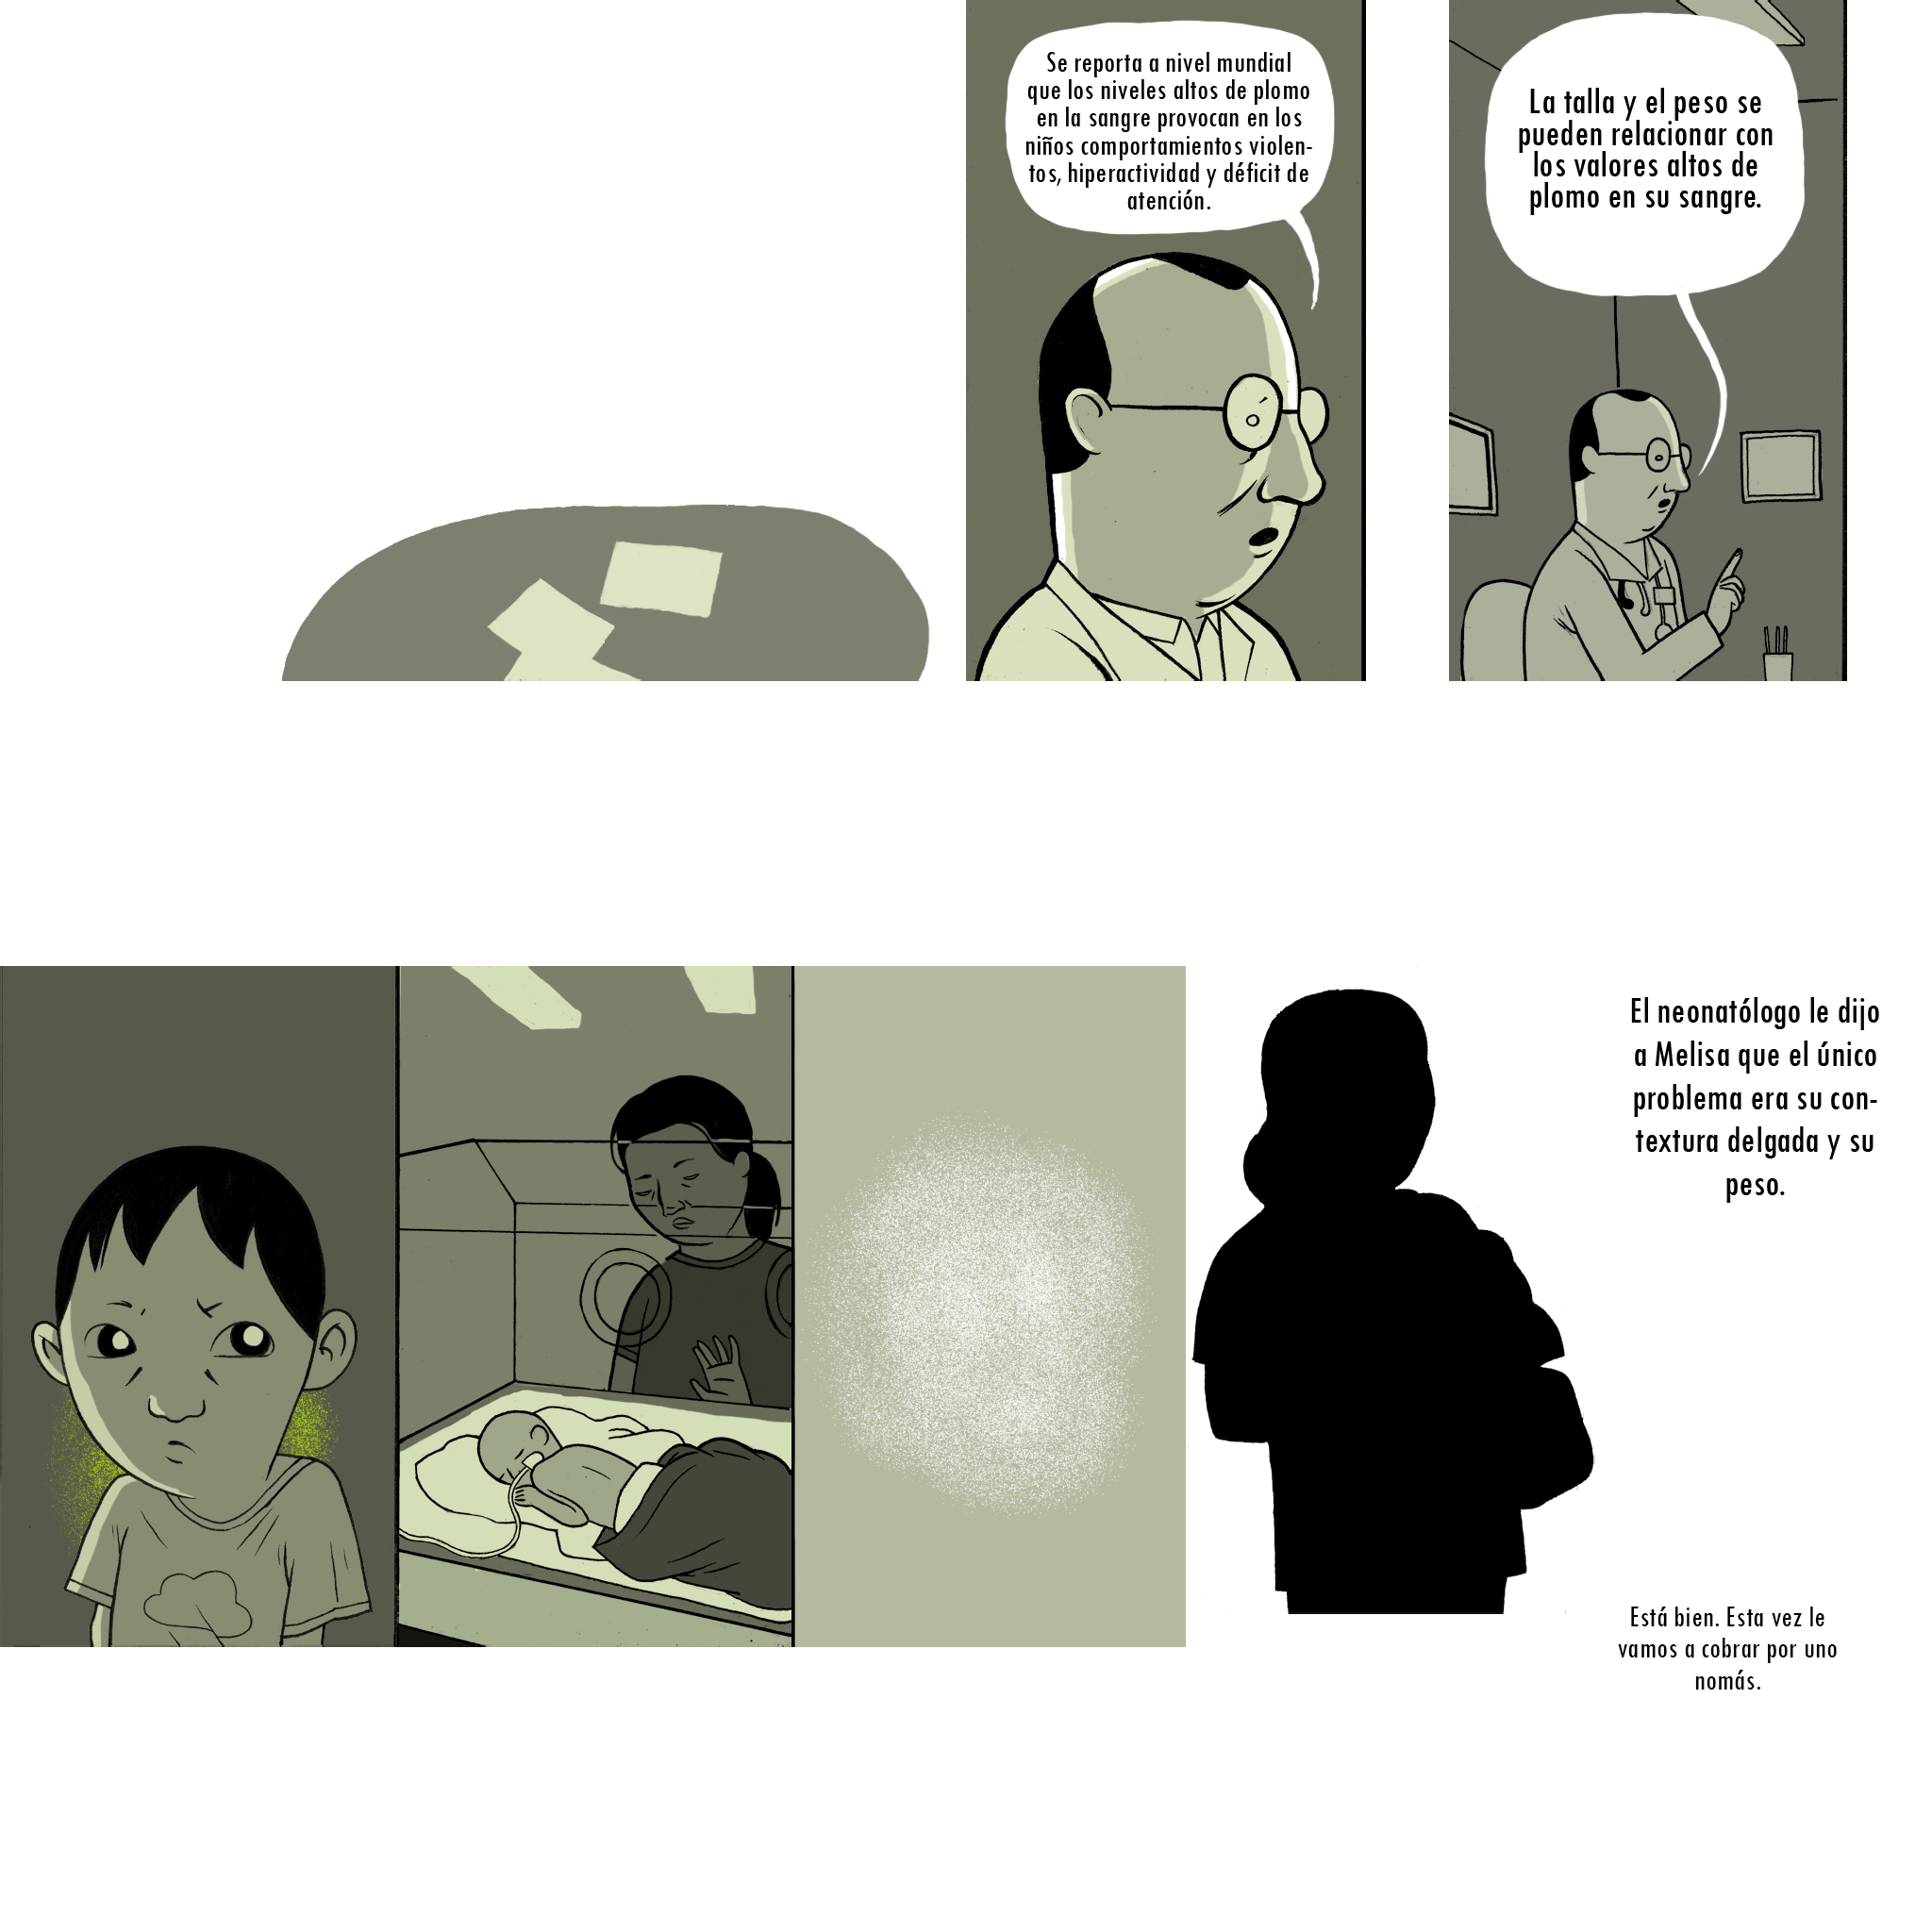 Se reporta a nivel mundial
que los niveles altos de plomo
en la sangre provocan en los
niños comportamientos violen-
tos, hiperactividad y déficit de
atención.
La talla y el peso se
pueden relacionar con
los valores altos de
plomo en su sangre.
El neonatólogo le dijo
a Melisa que el único
problema era su con-
textura delgada y su
peso.
Está bien. Esta vez le
vamos a cobrar por uno
nomás.